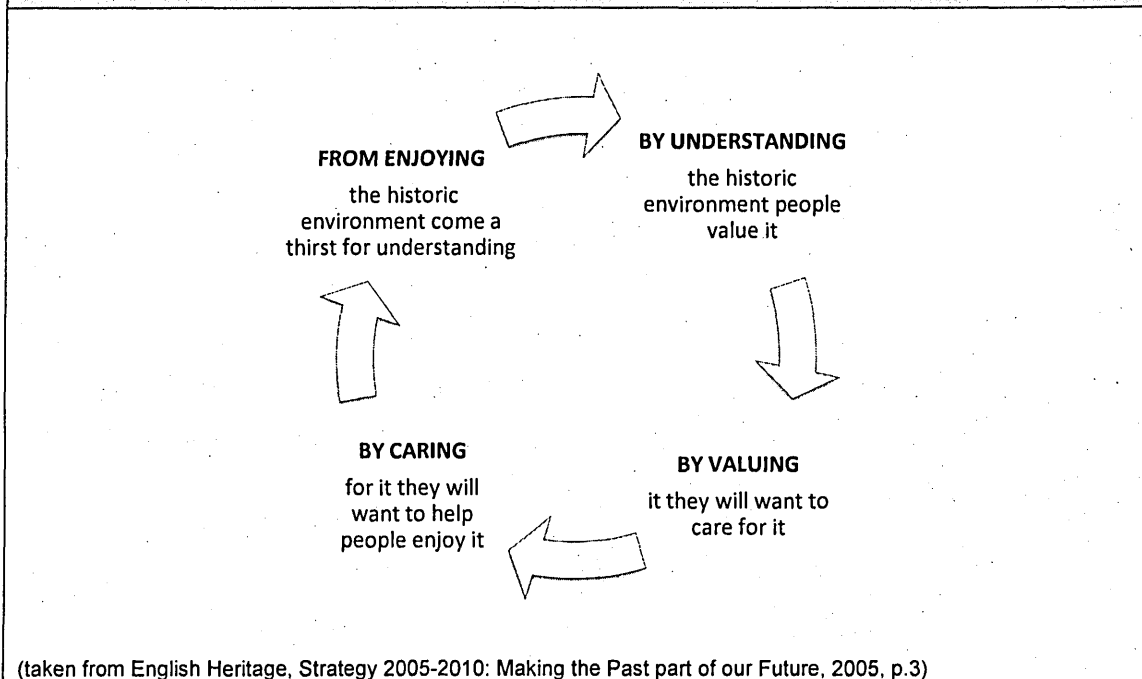 FROM ENJOYING
the historic
environment come a
thirst for understanding
BY UNDERSTANDING
the historic
environment people
value it
BY VALUING
it they will want to
care for it
BY CARING
for it they will
want to help
people enjoy it
(taken from English Heritage, Strategy 2005-2010: Making the Past part of our Future, 2005, p.3)